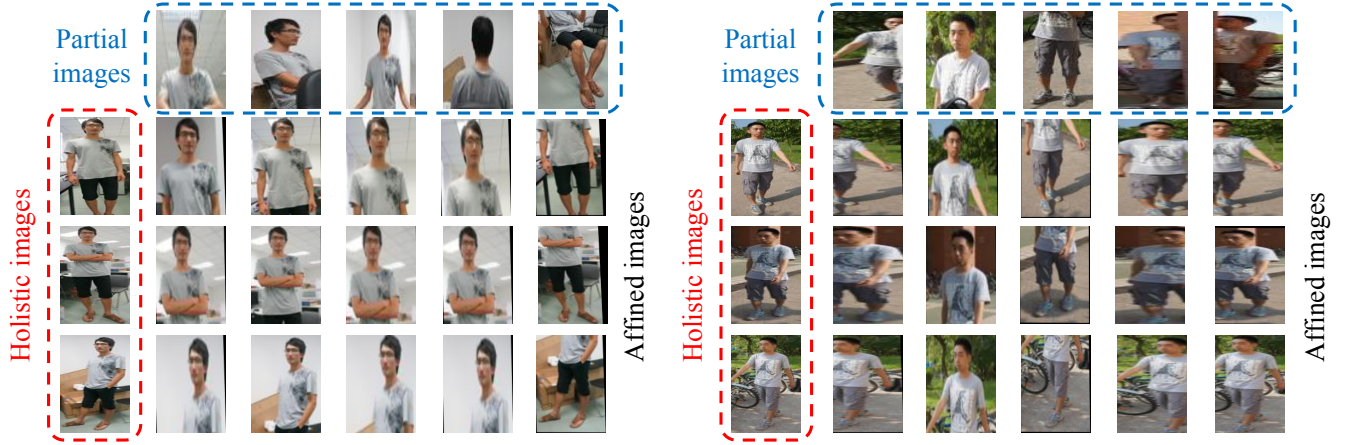 Partial
images
Holistic images
Affined images
Partial
images
Holistic images
Affined images